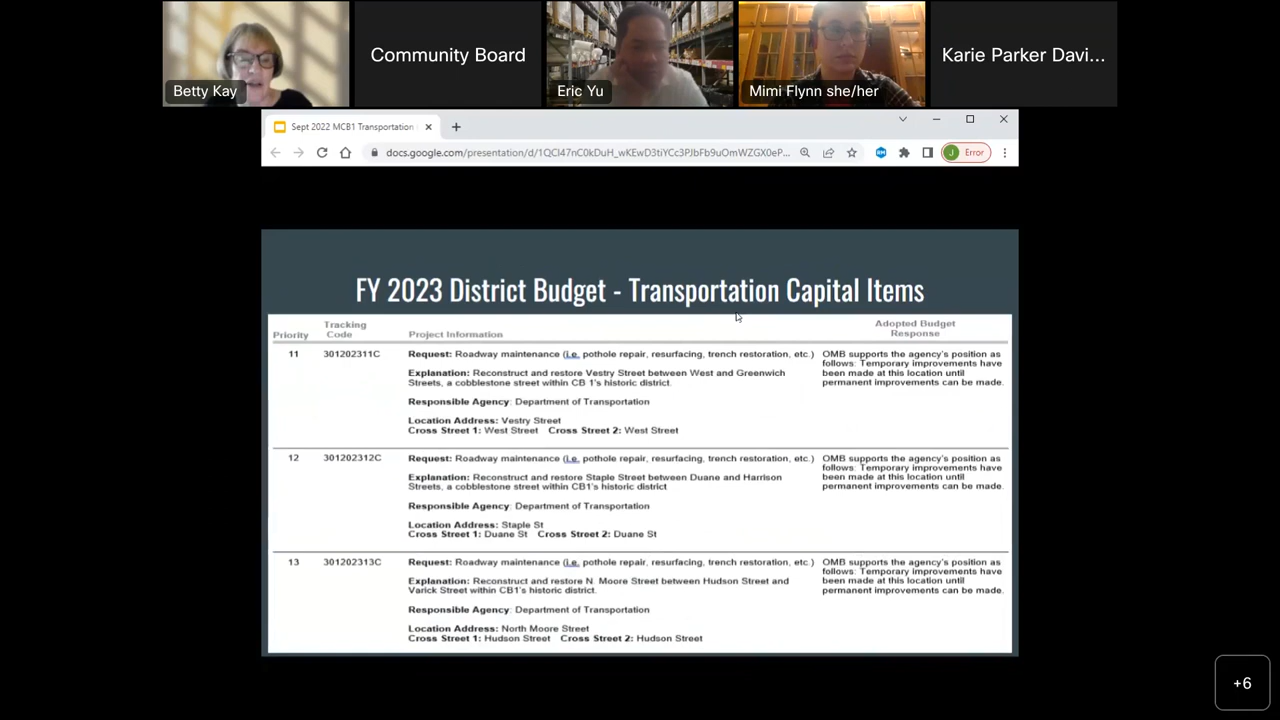 Betty Kay
Community Board
Eric Yu
Mimi Flynn she/her
Karie Parker Davi...
Sept 2022 MCB1 Transportation
docs.google.com/presentation/d/1QCl47nC0kDuH_wKEwD3tiYCc3PJbFb9uOmWZGX0eP...
J Error
FY 2023 District Budget - Transportation Capital Items
Priority Tracking Code Project Information Adopted Budget Response
11 301202311C Request: Roadway maintenance (i.e. pothole repair, resurfacing, trench restoration, etc.)
Explanation: Reconstruct and restore Vestry Street between West and Greenwich
Streets, a cobblestone street within CB 1's historic district.
Responsible Agency: Department of Transportation
Location Address: Vestry Street
Cross Street 1: West Street Cross Street 2: West Street
OMB supports the agency's position as
follows: Temporary improvements have
been made at this location until
permanent improvements can be made.
12 301202312C Request: Roadway maintenance (i.e. pothole repair, resurfacing, trench restoration, etc.)
Explanation: Reconstruct and restore Staple Street between Duane and Harrison
Streets, a cobblestone street within CB1's historic district
Responsible Agency: Department of Transportation
Location Address: Staple St
Cross Street 1: Duane St Cross Street 2: Duane St
OMB supports the agency's position as
follows: Temporary improvements have
been made at this location until
permanent improvements can be made.
13 301202313C Request: Roadway maintenance (i.e. pothole repair, resurfacing, trench restoration, etc.)
Explanation: Reconstruct and restore N. Moore Street between Hudson Street and
Varick Street within CB1's historic district.
Responsible Agency: Department of Transportation
Location Address: North Moore Street
Cross Street 1: Hudson Street Cross Street 2: Hudson Street
OMB supports the agency's position as
follows: Temporary improvements have
been made at this location until
permanent improvements can be made.
+6